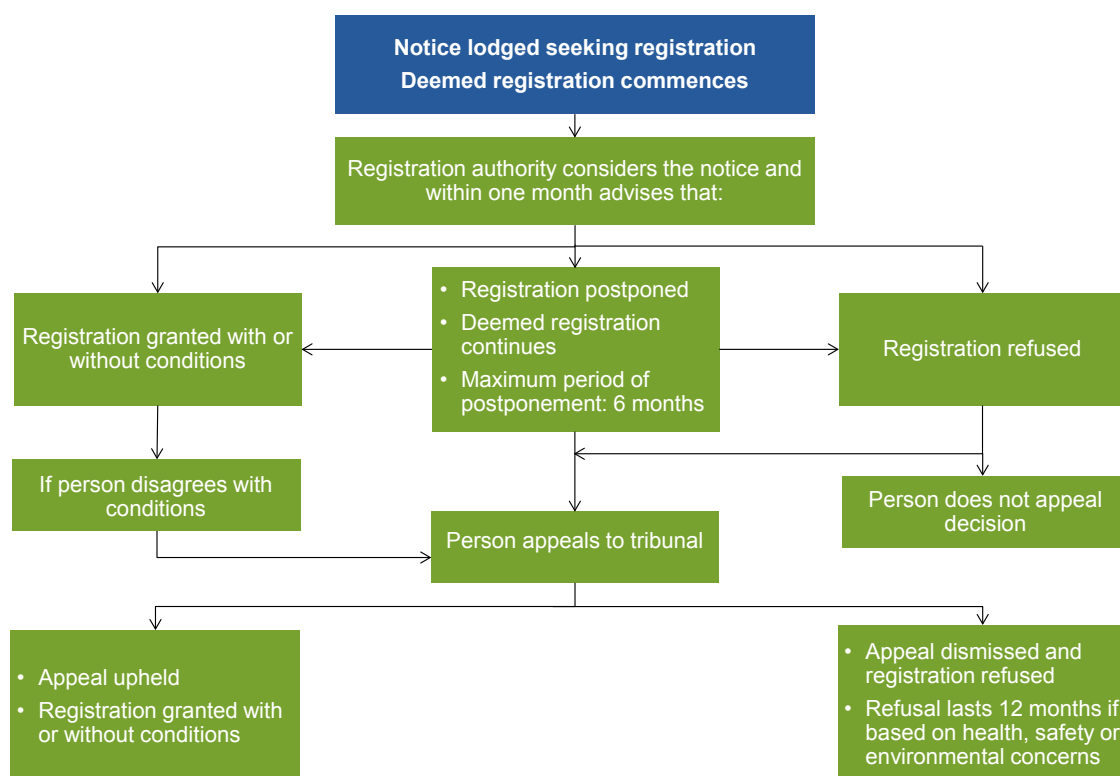 Notice lodged seeking registration
Deemed registration commences
Registration authority considers the notice and
within one month advises that:
Registration granted with or
without conditions
• Registration postponed
• Deemed registration
continues
• Maximum period of
postponement: 6 months
Registration refused
If person disagrees with
conditions
Person does not appeal
decision
Person appeals to tribunal
• Appeal upheld
• Registration granted with
or without conditions
• Appeal dismissed and
registration refused
• Refusal lasts 12 months if
based on health, safety or
environmental concerns